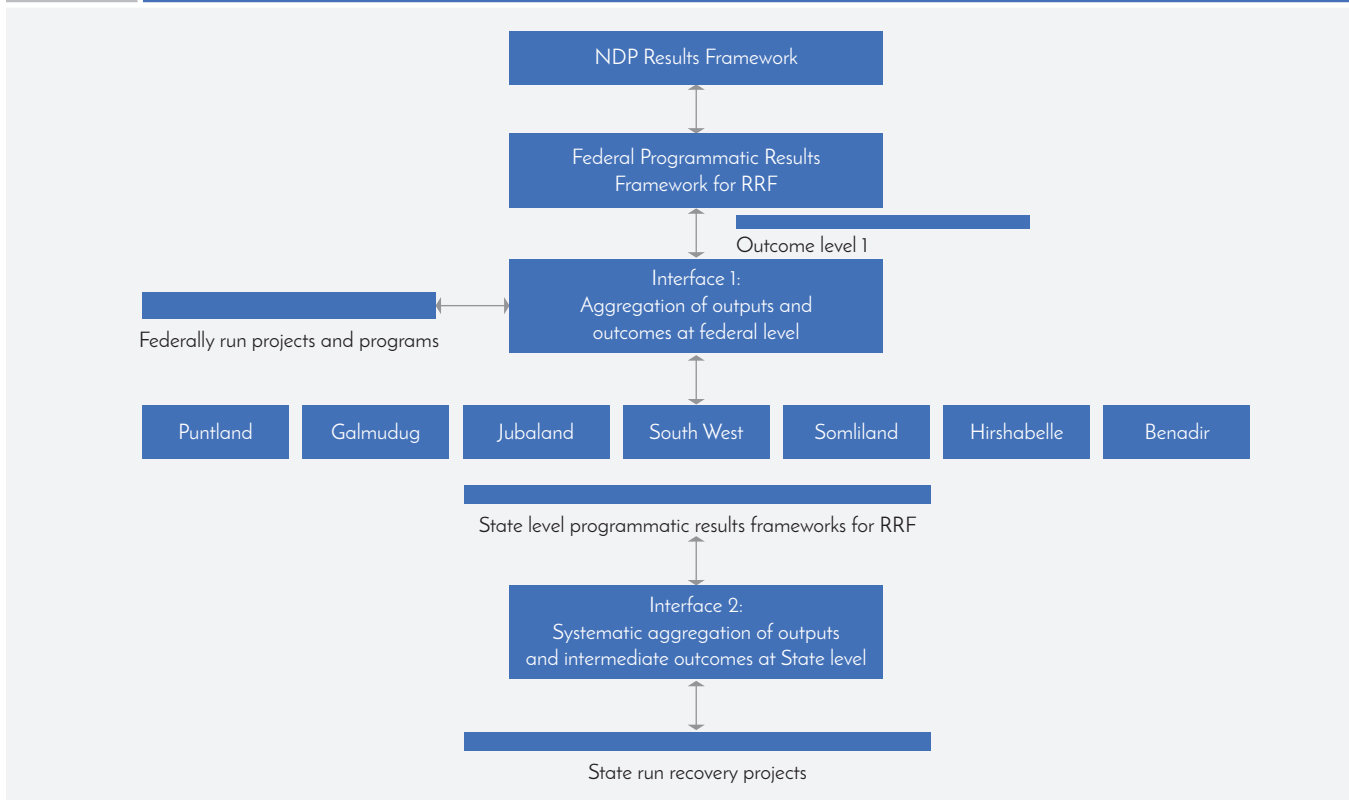 NDP Results Framework
Federal Programmatic Results
Framework for RRF
Outcome level 1
Interface 1:
Aggregation of outputs and
outcomes at federal level
Federally run projects and programs
Puntland
Galmudug
Jubaland
South West
Somliland
Hirshabelle
Benadir
State level programmatic results frameworks for RRF
Interface 2:
Systematic aggregation of outputs
and intermediate outcomes at State level
State run recovery projects